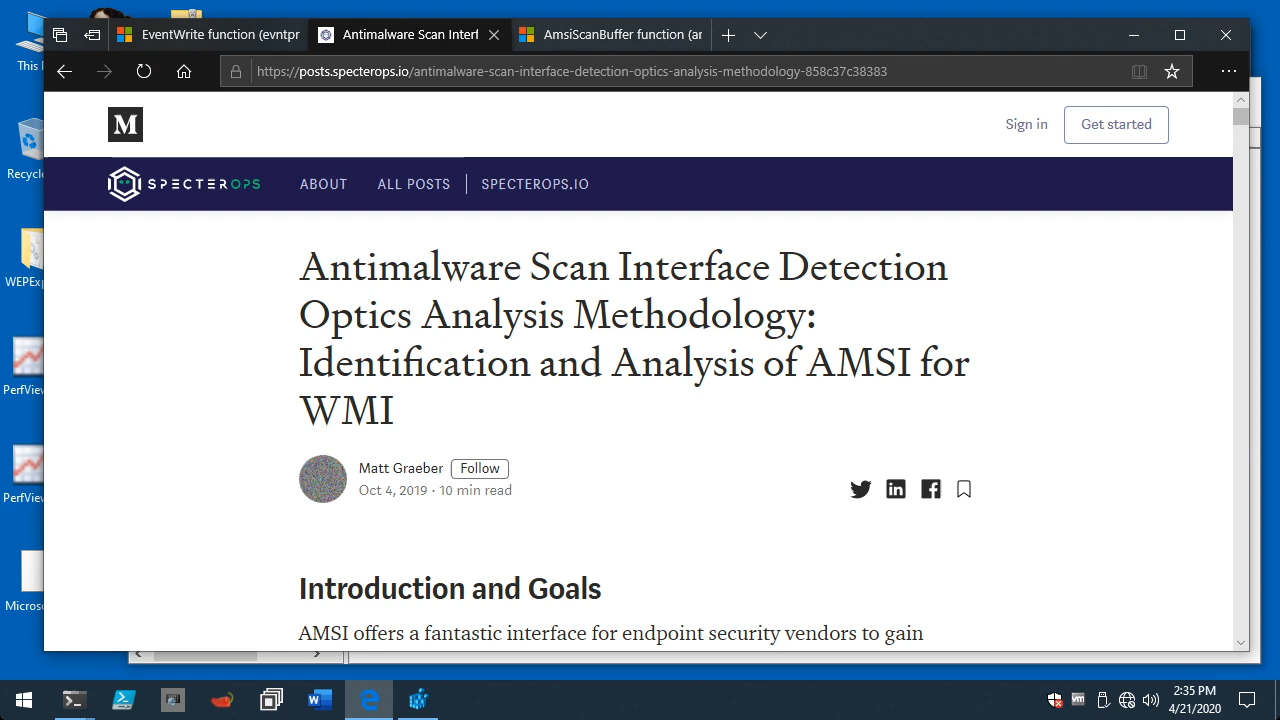 EventWrite function (evntpr
Antimalware Scan Interf
AmsiScanBuffer function (ar
https://posts.specterops.io/antimalware-scan-interface-detection-optics-analysis-methodology-858c37c38383
M
Sign in
Get started
SPECTEROPS
ABOUT
ALL POSTS
SPECTEROPS.IO
Antimalware Scan Interface Detection
Optics Analysis Methodology:
Identification and Analysis of AMSI for
WMI
Matt Graeber
Follow
Oct 4, 2019 · 10 min read
Introduction and Goals
AMSI offers a fantastic interface for endpoint security vendors to gain
This
Recycle
WEPExp
PerfView
PerfView
Microso
2:35 PM
4/21/2020